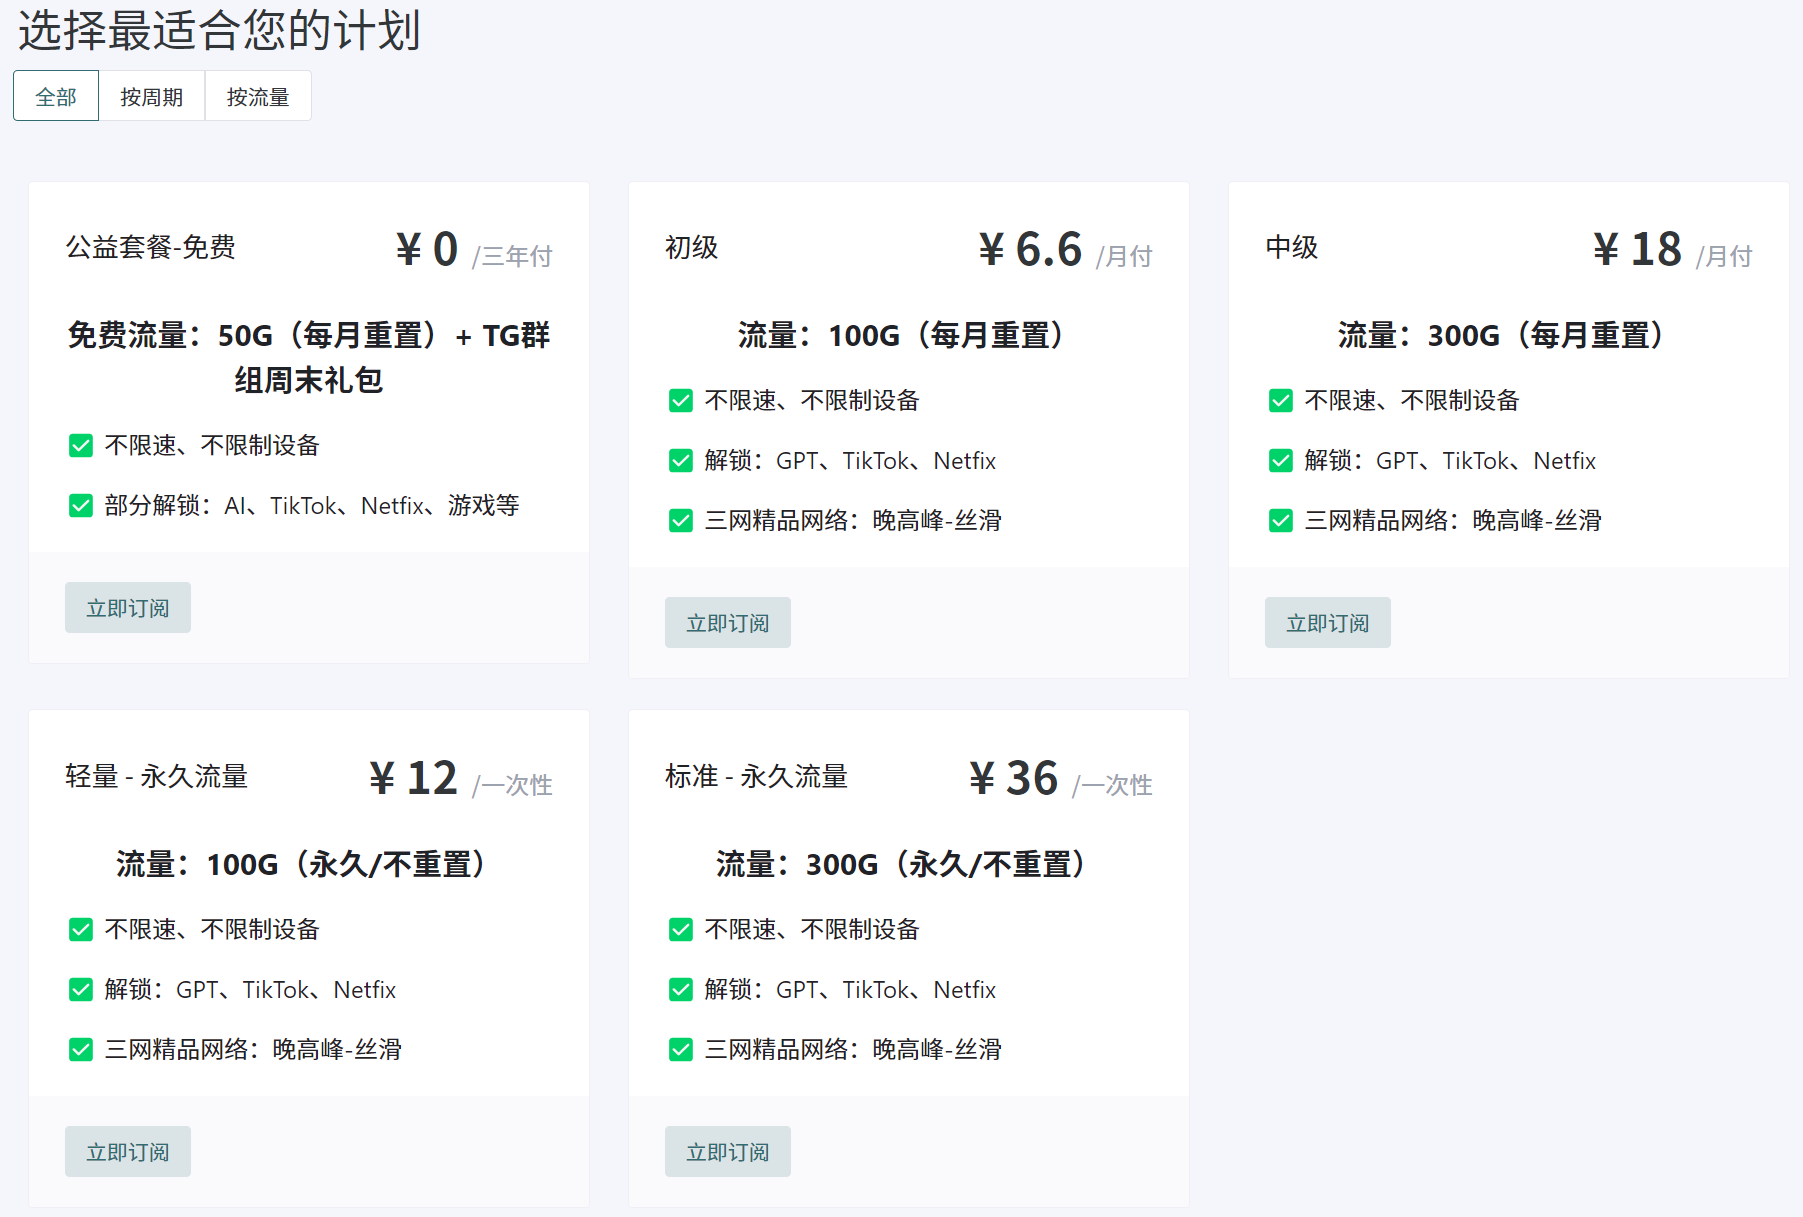 选择最适合您的计划
全部 按周期 按流量
公益套餐-免费 ¥ 0 /三年付
免费流量：50G（每月重置）+ TG群
组周末礼包
不限速、不限制设备
部分解锁：AI、TikTok、Netfix、游戏等
立即订阅
初级 ¥ 6.6 /月付
流量：100G（每月重置）
不限速、不限制设备
解锁：GPT、TikTok、Netfix
三网精品网络：晚高峰-丝滑
立即订阅
中级 ¥ 18 /月付
流量：300G（每月重置）
不限速、不限制设备
解锁：GPT、TikTok、Netfix
三网精品网络：晚高峰-丝滑
立即订阅
轻量 - 永久流量 ¥ 12 /一次性
流量：100G（永久/不重置）
不限速、不限制设备
解锁：GPT、TikTok、Netfix
三网精品网络：晚高峰-丝滑
立即订阅
标准 - 永久流量 ¥ 36 /一次性
流量：300G（永久/不重置）
不限速、不限制设备
解锁：GPT、TikTok、Netfix
三网精品网络：晚高峰-丝滑
立即订阅